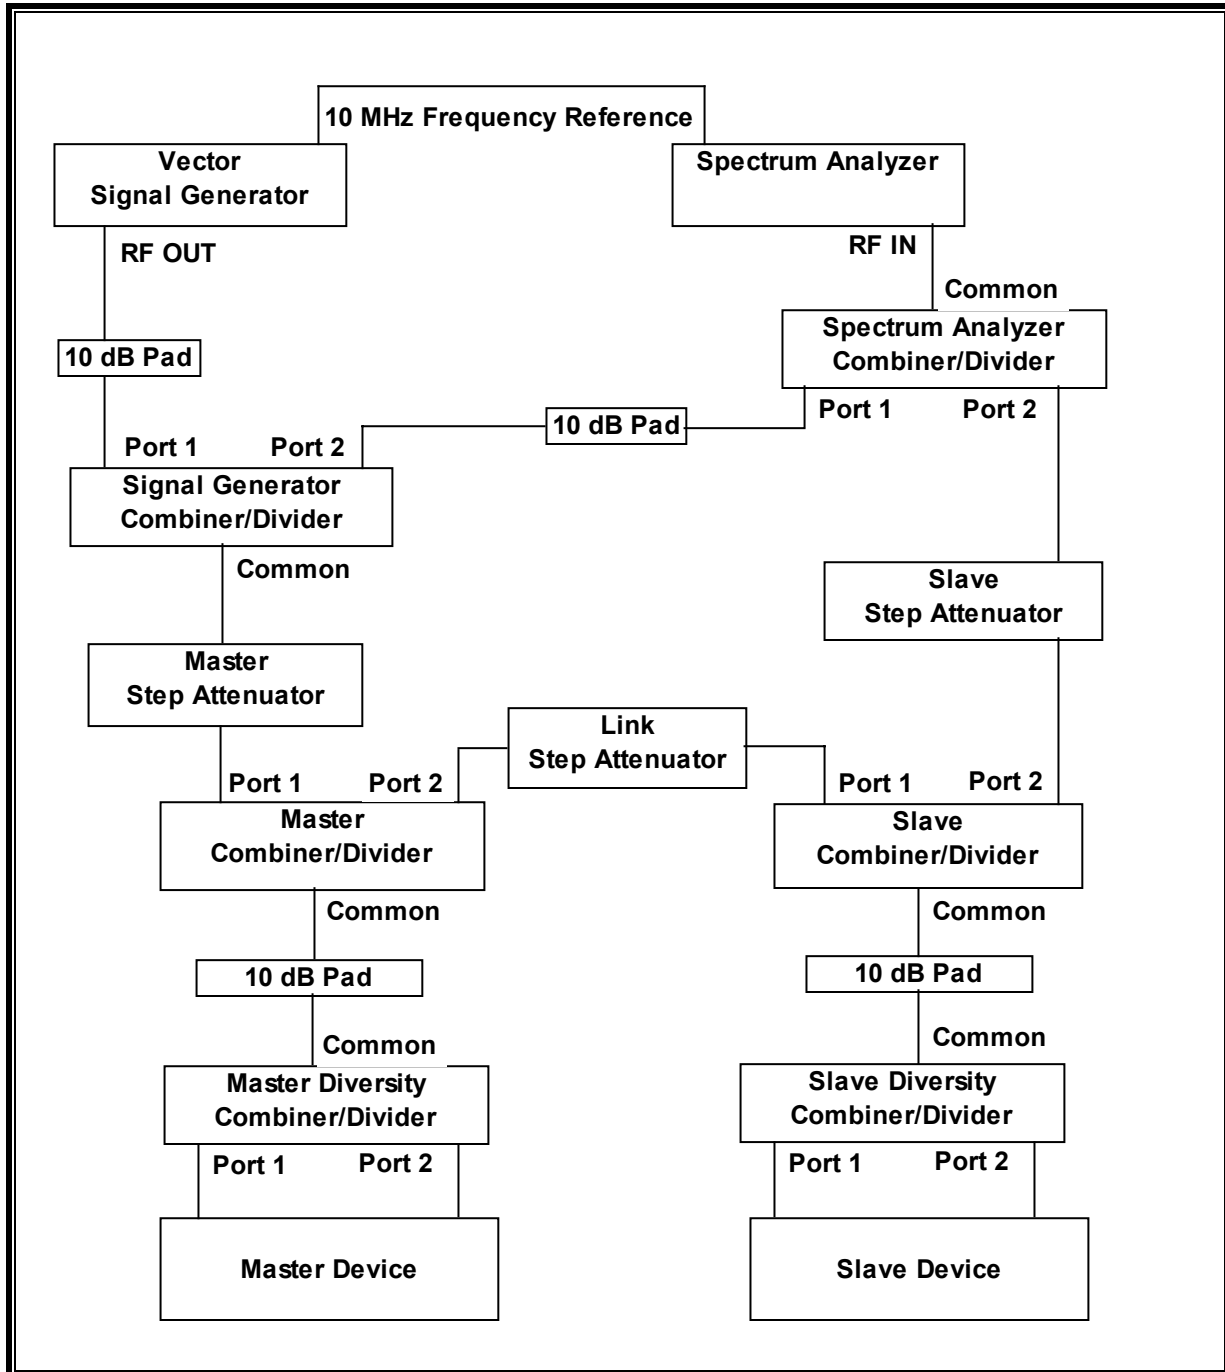 10 MHz Frequency Reference
Vector
Signal Generator
Spectrum Analyzer
RF OUT
RF IN
Common
Spectrum Analyzer
Combiner/Divider
10 dB Pad
Port 1
Port 2
10 dB Pad
Port 1
Port 2
Signal Generator
Combiner/Divider
Common
Slave
Step Attenuator
Master
Step Attenuator
Link
Step Attenuator
Port 1
Port 2
Port 1
Port 2
Master
Combiner/Divider
Slave
Combiner/Divider
Common
Common
10 dB Pad
10 dB Pad
Common
Common
Master Diversity
Combiner/Divider
Slave Diversity
Combiner/Divider
Port 1
Port 2
Port 1
Port 2
Master Device
Slave Device